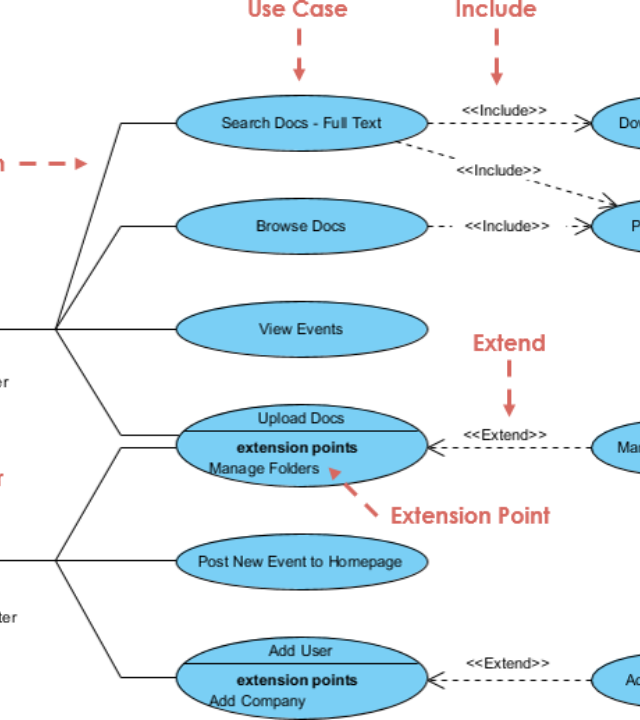 Use Case
Include
Search Docs - Full Text
<<Include>>
<<Include>>
Browse Docs
<<Include>>
View Events
Extend
Upload Docs
extension points
Manage Folders
<<Extend>>
Extension Point
Post New Event to Homepage
Add User
extension points
Add Company
<<Extend>>